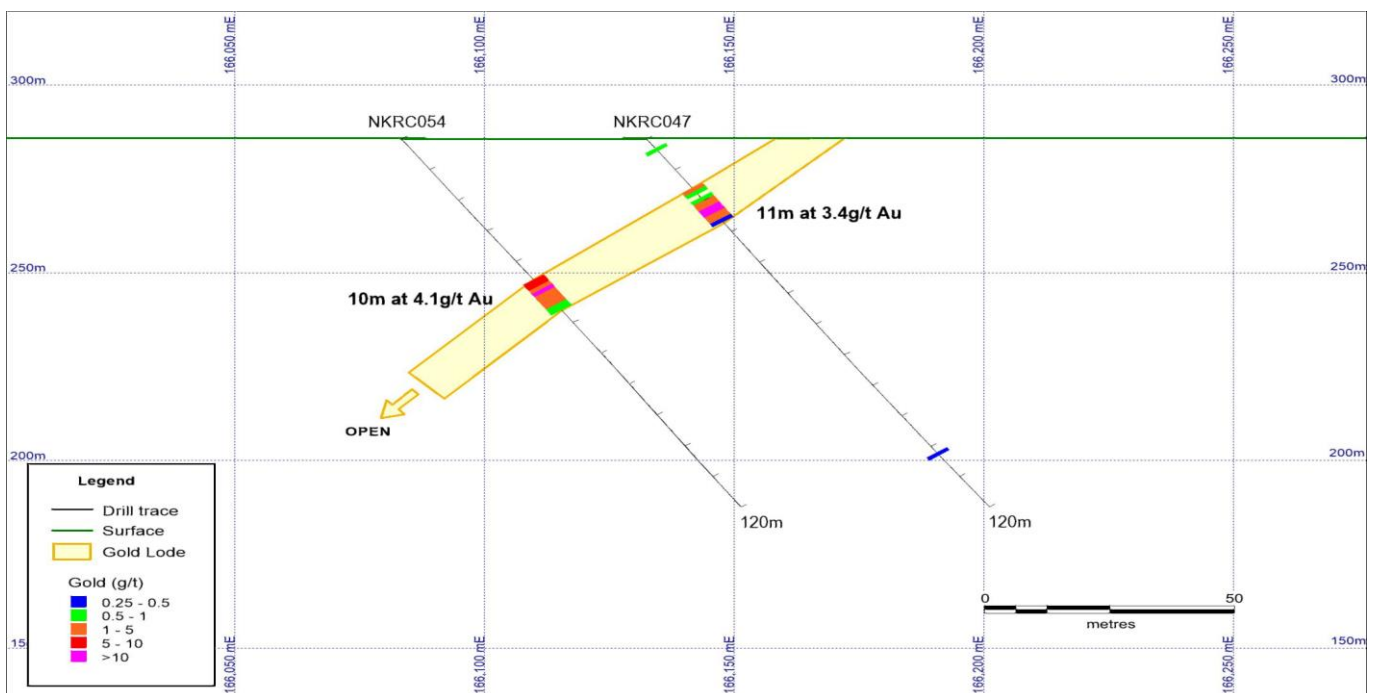 166,050 mE
166,100 mE
166,150 mE
166,200 mE
166,250 mE
300m
300m
NKRC054
NKRC047
11m at 3.4g/t Au
250m
250m
10m at 4.1g/t Au
OPEN
200m
200m
120m
120m
Legend
Drill trace
Surface
Gold Lode
Gold (g/t)
0.25 - 0.5
0.5 - 1
1 - 5
5 - 10
>10
0
50
metres
15
150m
166,050 mE
166,100 mE
166,150 mE
166,200 mE
166,250 mE